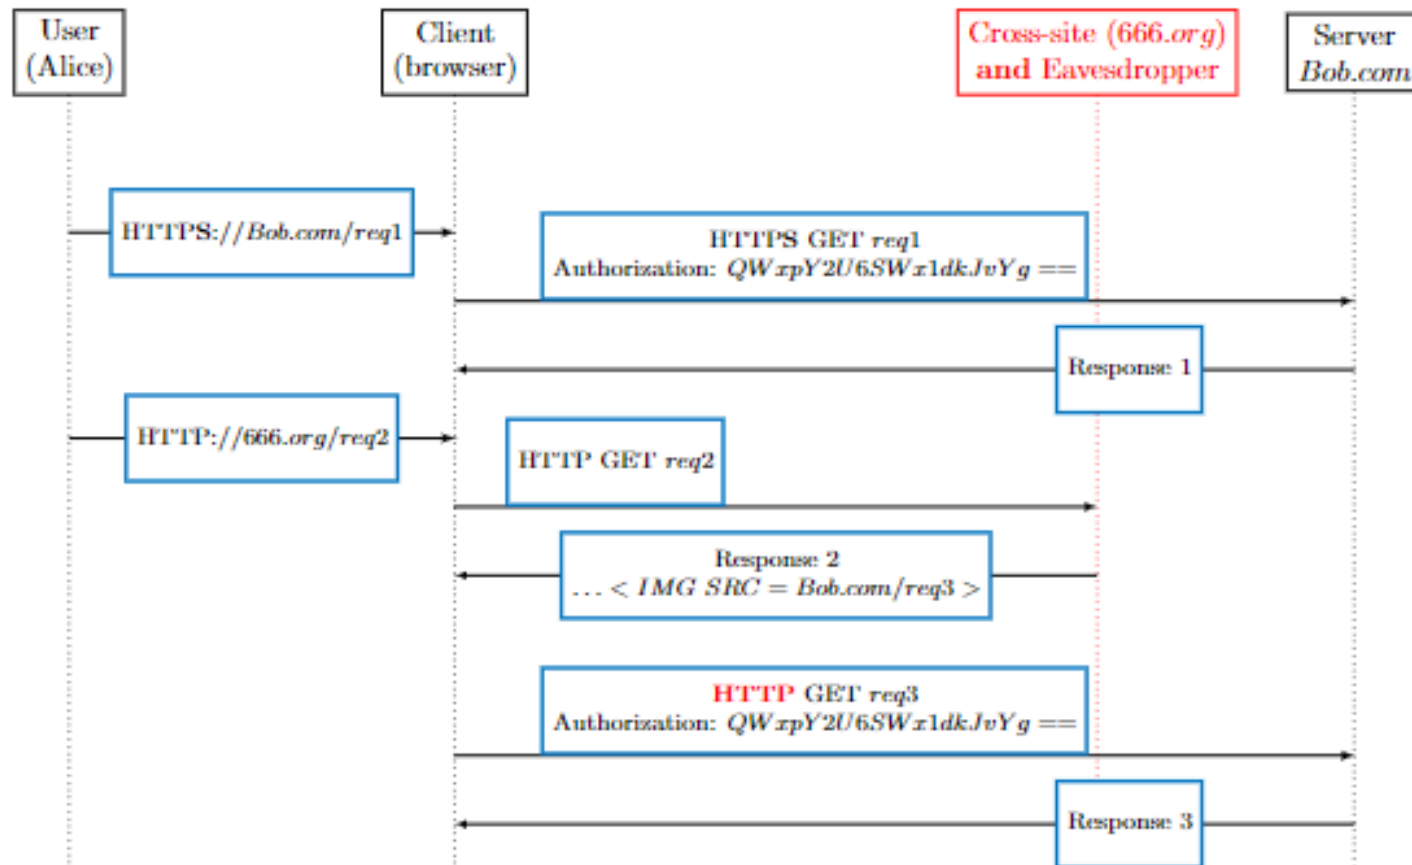 User
(Alice)
Client
(browser)
Cross-site (666.org)
and Eavesdropper
Server
Bob.com
HTTPS://Bob.com/req1
HTTPS GET req1
Authorization: QWxpY2U6SWx1dkJvYg ==
Response 1
HTTP://666.org/req2
HTTP GET req2
Response 2
... < IMG SRC = Bob.com/req3 >
HTTP GET req3
Authorization: QWxpY2U6SWx1dkJvYg ==
Response 3